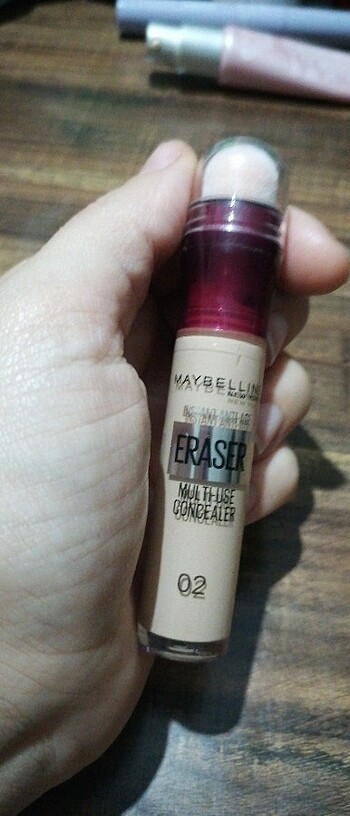 MAYBELLINE
NEW YORK
INSTANT ANTI AGE
ERASER
MULTI-USE
CONCEALER
02